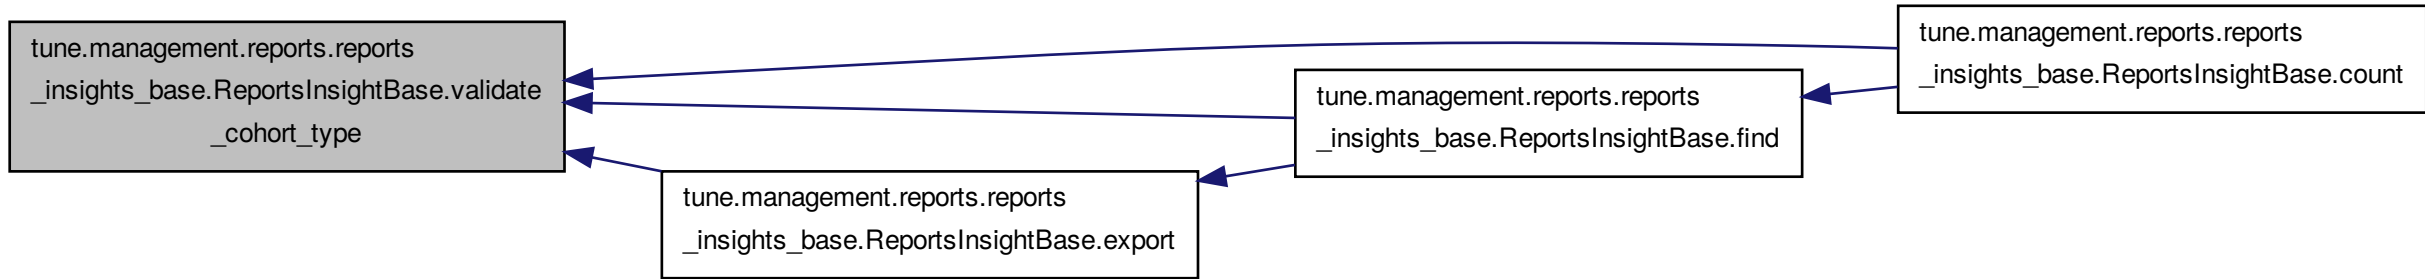 tune.management.reports.reports
_insights_base.ReportsInsightBase.validate
_cohort_type
tune.management.reports.reports
_insights_base.ReportsInsightBase.export
tune.management.reports.reports
_insights_base.ReportsInsightBase.find
tune.management.reports.reports
_insights_base.ReportsInsightBase.count